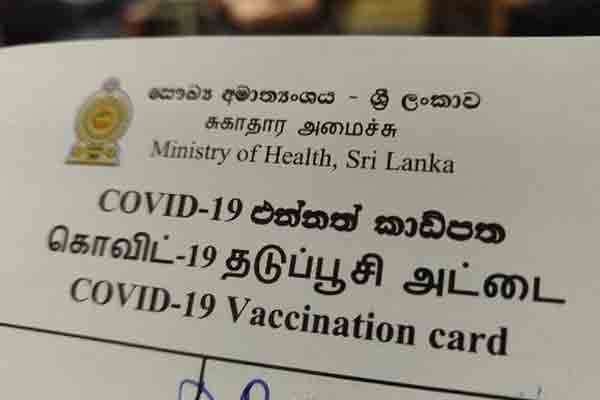 සෞඛ්‍ය අමාත්‍යංශය - ශ්‍රී ලංකාව
சுகாதார அமைச்சு
Ministry of Health, Sri Lanka
COVID-19 එන්නත් කාඩ්පත
கொவிட்-19 தடுப்பூசி அட்டை
COVID-19 Vaccination card